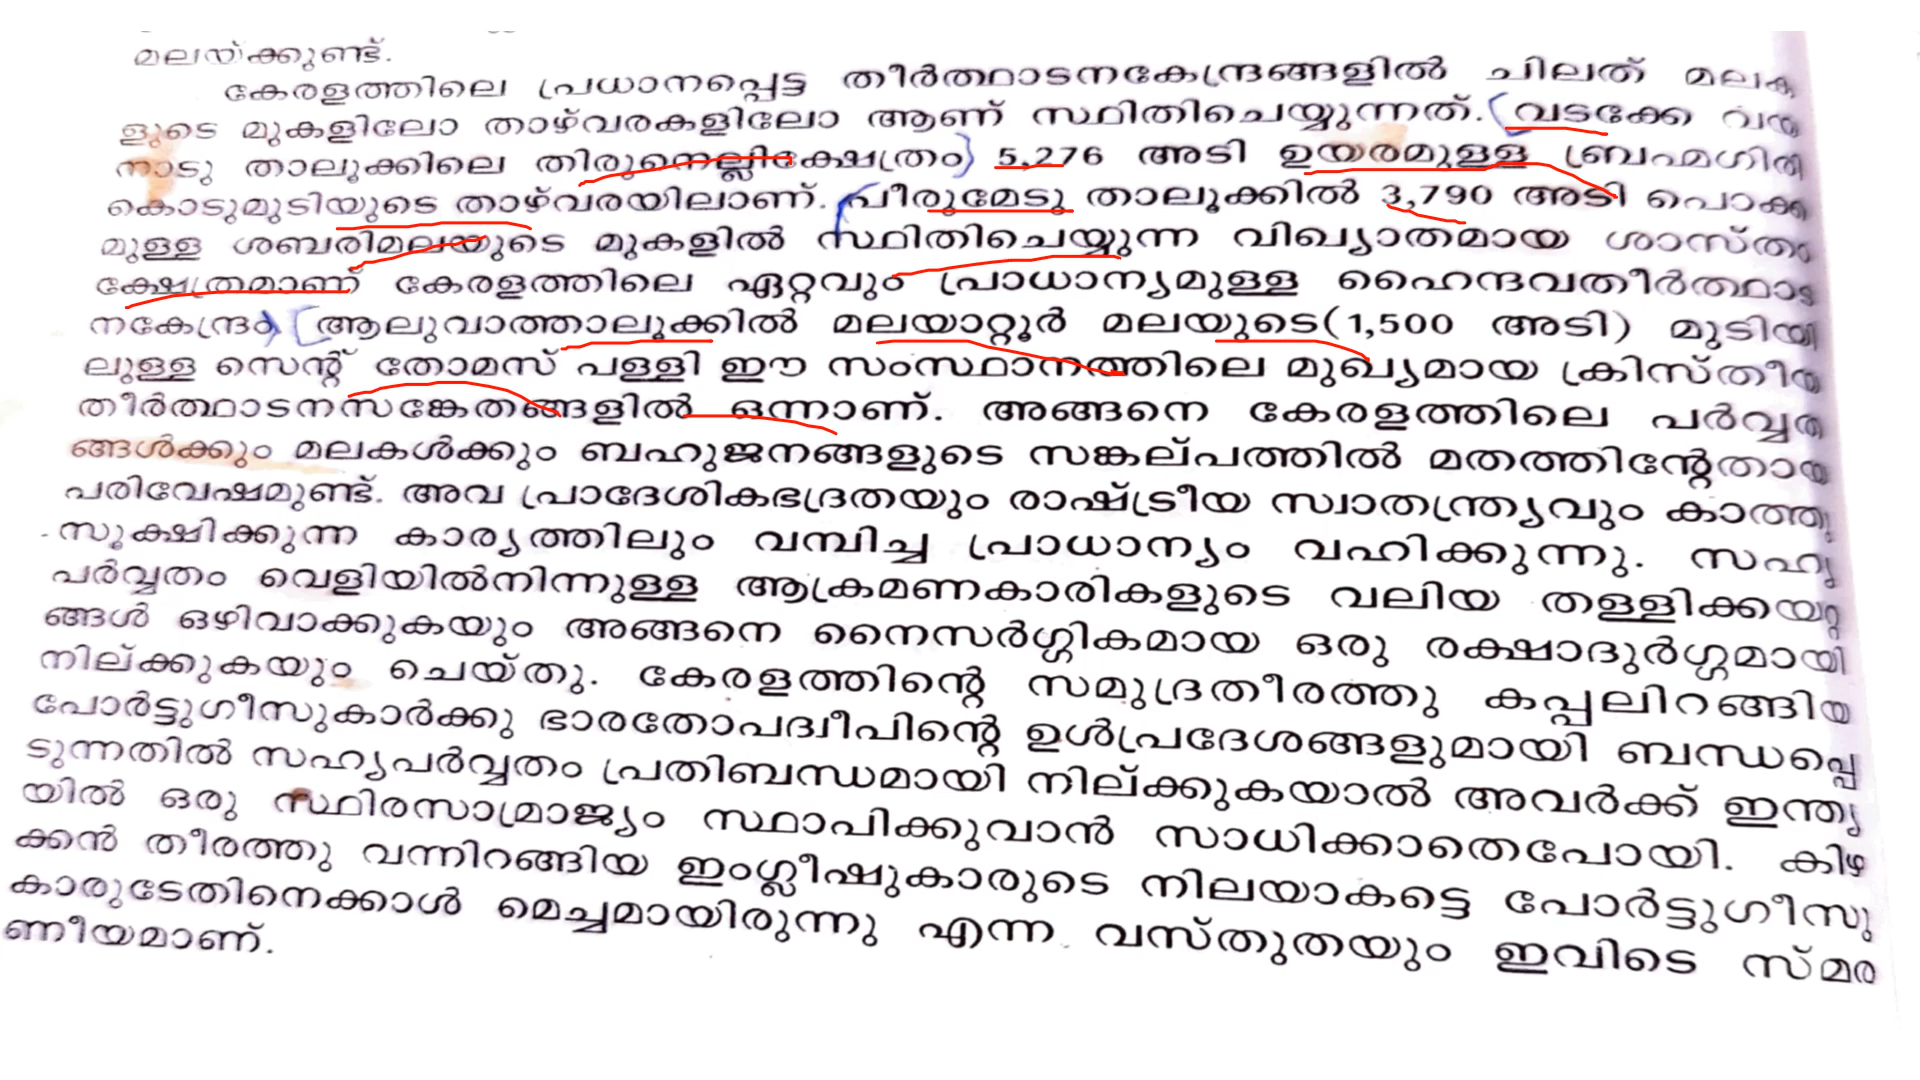 മലയ്ക്കുണ്ട്.
കേരളത്തിലെ പ്രധാനപ്പെട്ട തീർത്ഥാടനകേന്ദ്രങ്ങളിൽ ചിലത് മലക
ളുടെ മുകളിലോ താഴ്‌വരകളിലോ ആണ് സ്ഥിതിചെയ്യുന്നത്. (വടക്കേ വയ
നാടു താലൂക്കിലെ തിരുനെല്ലിക്ഷേത്രം) 5,276 അടി ഉയരമുള്ള ബ്രഹ്മഗിരി
കൊടുമുടിയുടെ താഴ്‌വരയിലാണ്. (പീരുമേടു താലൂക്കിൽ 3,790 അടി പൊക്ക
മുള്ള ശബരിമലയുടെ മുകളിൽ സ്ഥിതിചെയ്യുന്ന വിഖ്യാതമായ ശാസ്താ
ക്ഷേത്രമാണ് കേരളത്തിലെ ഏറ്റവും പ്രാധാന്യമുള്ള ഹൈന്ദവതീർത്ഥാട
നകേന്ദ്രം) [ആലുവാത്താലൂക്കിൽ മലയാറ്റൂർ മലയുടെ(1,500 അടി) മുടിയി
ലുള്ള സെന്റ് തോമസ് പള്ളി ഈ സംസ്ഥാനത്തിലെ മുഖ്യമായ ക്രിസ്തീയ
തീർത്ഥാടനസങ്കേതങ്ങളിൽ ഒന്നാണ്. അങ്ങനെ കേരളത്തിലെ പർവ്വത
ങ്ങൾക്കും മലകൾക്കും ബഹുജനങ്ങളുടെ സങ്കല്പത്തിൽ മതത്തിന്റേതായ
പരിവേഷമുണ്ട്. അവ പ്രാദേശികഭദ്രതയും രാഷ്ട്രീയ സ്വാതന്ത്ര്യവും കാത്തു
സൂക്ഷിക്കുന്ന കാര്യത്തിലും വമ്പിച്ച പ്രാധാന്യം വഹിക്കുന്നു. സഹ്യ
പർവ്വതം വെളിയിൽനിന്നുള്ള ആക്രമണകാരികളുടെ വലിയ തള്ളിക്കയറ്റ
ങ്ങൾ ഒഴിവാക്കുകയും അങ്ങനെ നൈസർഗ്ഗികമായ ഒരു രക്ഷാദുർഗ്ഗമായി
നില്ക്കുകയും ചെയ്തു. കേരളത്തിന്റെ സമുദ്രതീരത്തു കപ്പലിറങ്ങിയ
പോർട്ടുഗീസുകാർക്കു ഭാരതോപദ്വീപിന്റെ ഉൾപ്രദേശങ്ങളുമായി ബന്ധപ്പെ
ടുന്നതിൽ സഹ്യപർവ്വതം പ്രതിബന്ധമായി നില്ക്കുകയാൽ അവർക്ക് ഇന്ത്യ
യിൽ ഒരു സ്ഥിരസാമ്രാജ്യം സ്ഥാപിക്കുവാൻ സാധിക്കാതെപോയി. കിഴ
ക്കൻ തീരത്തു വന്നിറങ്ങിയ ഇംഗ്ലീഷുകാരുടെ നിലയാകട്ടെ പോർട്ടുഗീസു
കാരുടേതിനെക്കാൾ മെച്ചമായിരുന്നു എന്ന വസ്തുതയും ഇവിടെ സ്മര
ണീയമാണ്.